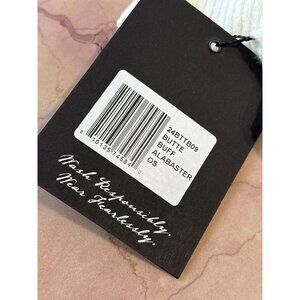 24BTTB09
BUTTE
BUFF
ALABASTER
OS
Wash Responsibly.
Wear Fearlessly.